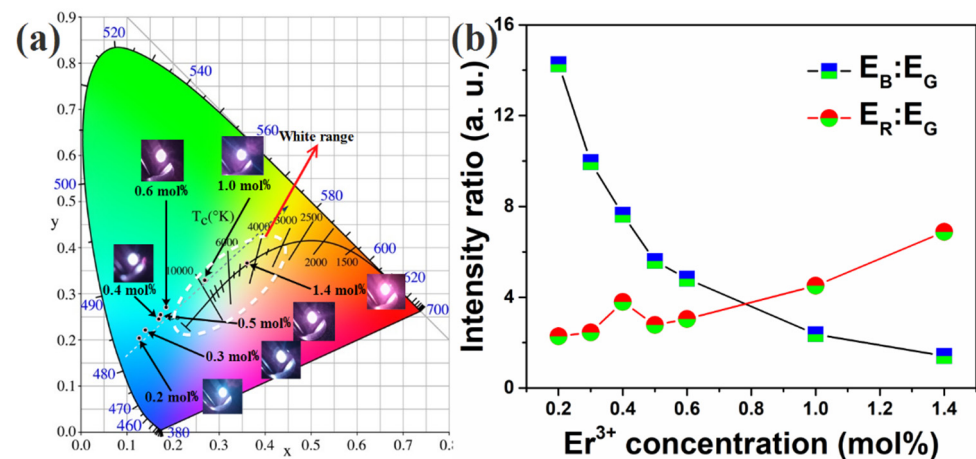 (a)
0.9
0.8
0.7
0.6
0.5
y
0.4
0.3
0.2
0.1
0.0
0.0 0.1 0.2 0.3 0.4 0.5 0.6 0.7 0.8
x
520
540
560
580
600
620
700
500
490
480
470
460
380
White range
0.6 mol%
1.0 mol%
Tc(°K)
10000
6000
4000
3000
2500
2000
1500
0.4 mol%
1.4 mol%
0.5 mol%
0.3 mol%
0.2 mol%
(b)
16
12
8
4
0
Intensity ratio (a. u.)
EB:EG
ER:EG
0.2 0.4 0.6 0.8 1.0 1.2 1.4
Er3+ concentration (mol%)